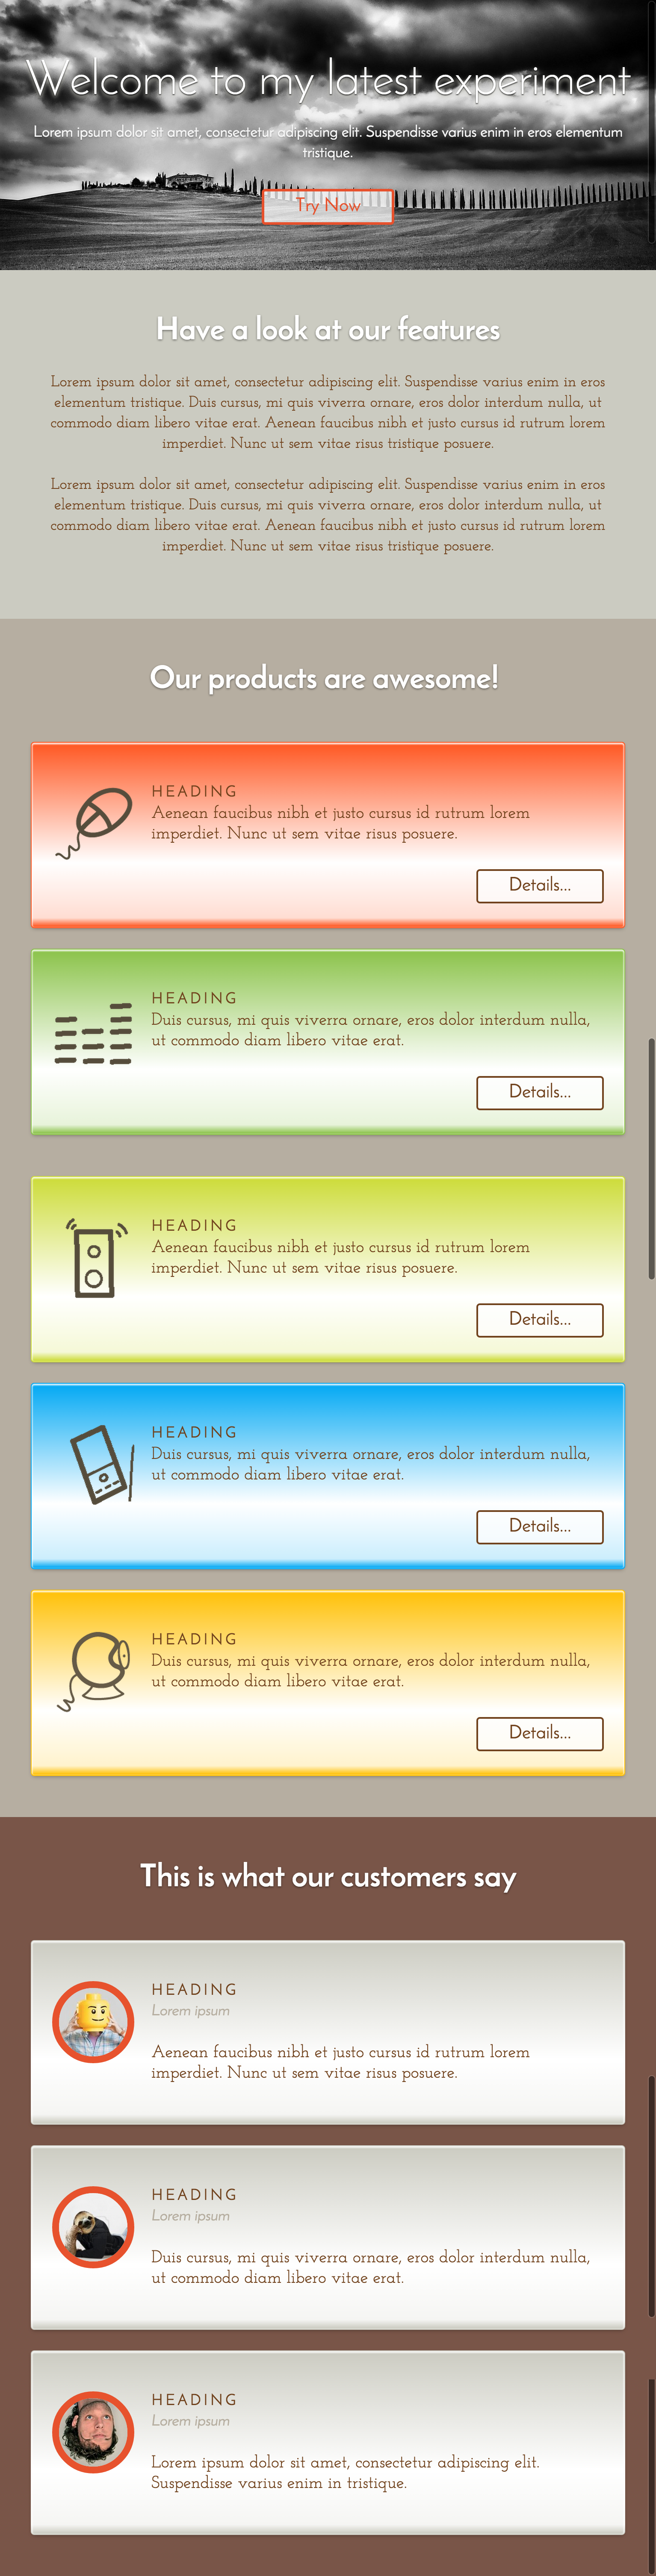 Welcome to my latest experiment
Lorem ipsum dolor sit amet, consectetur adipiscing elit. Suspendisse varius enim in eros elementum
tristique.
Try Now
Have a look at our features
Lorem ipsum dolor sit amet, consectetur adipiscing elit. Suspendisse varius enim in eros
elementum tristique. Duis cursus, mi quis viverra ornare, eros dolor interdum nulla, ut
commodo diam libero vitae erat. Aenean faucibus nibh et justo cursus id rutrum lorem
imperdiet. Nunc ut sem vitae risus tristique posuere.
Lorem ipsum dolor sit amet, consectetur adipiscing elit. Suspendisse varius enim in eros
elementum tristique. Duis cursus, mi quis viverra ornare, eros dolor interdum nulla, ut
commodo diam libero vitae erat. Aenean faucibus nibh et justo cursus id rutrum lorem
imperdiet. Nunc ut sem vitae risus tristique posuere.
Our products are awesome!
HEADING
Aenean faucibus nibh et justo cursus id rutrum lorem
imperdiet. Nunc ut sem vitae risus posuere.
Details...
HEADING
Duis cursus, mi quis viverra ornare, eros dolor interdum nulla,
ut commodo diam libero vitae erat.
Details...
HEADING
Aenean faucibus nibh et justo cursus id rutrum lorem
imperdiet. Nunc ut sem vitae risus posuere.
Details...
HEADING
Duis cursus, mi quis viverra ornare, eros dolor interdum nulla,
ut commodo diam libero vitae erat.
Details...
HEADING
Duis cursus, mi quis viverra ornare, eros dolor interdum nulla,
ut commodo diam libero vitae erat.
Details...
This is what our customers say
HEADING
Lorem ipsum
Aenean faucibus nibh et justo cursus id rutrum lorem
imperdiet. Nunc ut sem vitae risus posuere.
HEADING
Lorem ipsum
Duis cursus, mi quis viverra ornare, eros dolor interdum nulla,
ut commodo diam libero vitae erat.
HEADING
Lorem ipsum
Lorem ipsum dolor sit amet, consectetur adipiscing elit.
Suspendisse varius enim in tristique.